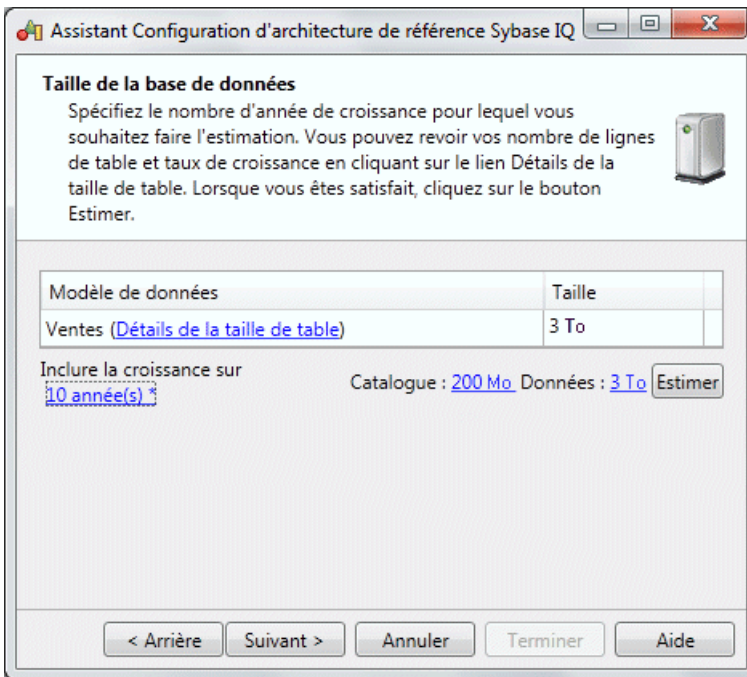 Assistant Configuration d'architecture de référence Sybase IQ
Taille de la base de données
Spécifiez le nombre d'année de croissance pour lequel vous
souhaitez faire l'estimation. Vous pouvez revoir vos nombre de lignes
de table et taux de croissance en cliquant sur le lien Détails de la
taille de table. Lorsque vous êtes satisfait, cliquez sur le bouton
Estimer.
Modèle de données Taille
Ventes (Détails de la taille de table) 3 To
Inclure la croissance sur
10 année(s) * Catalogue : 200 Mo Données : 3 To Estimer
< Arrière Suivant > Annuler Terminer Aide